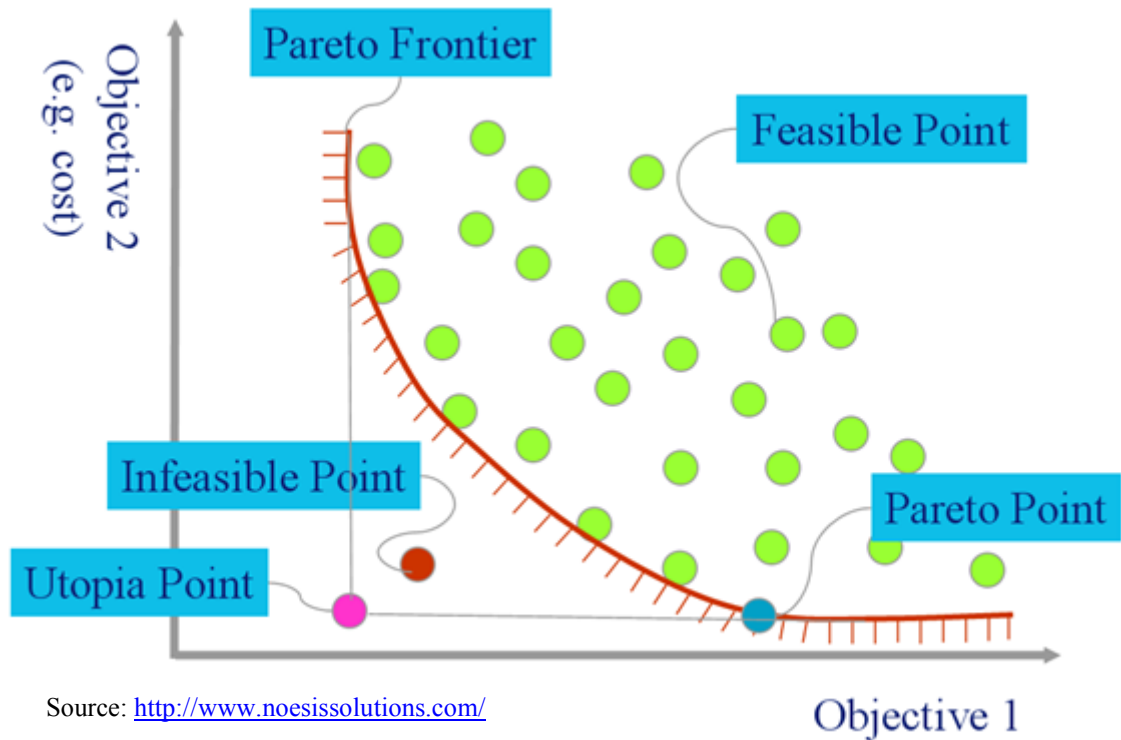 Pareto Frontier
Objective 2
(e.g. cost)
Feasible Point
Infeasible Point
Pareto Point
Utopia Point
Source: http://www.noesissolutions.com/
Objective 1